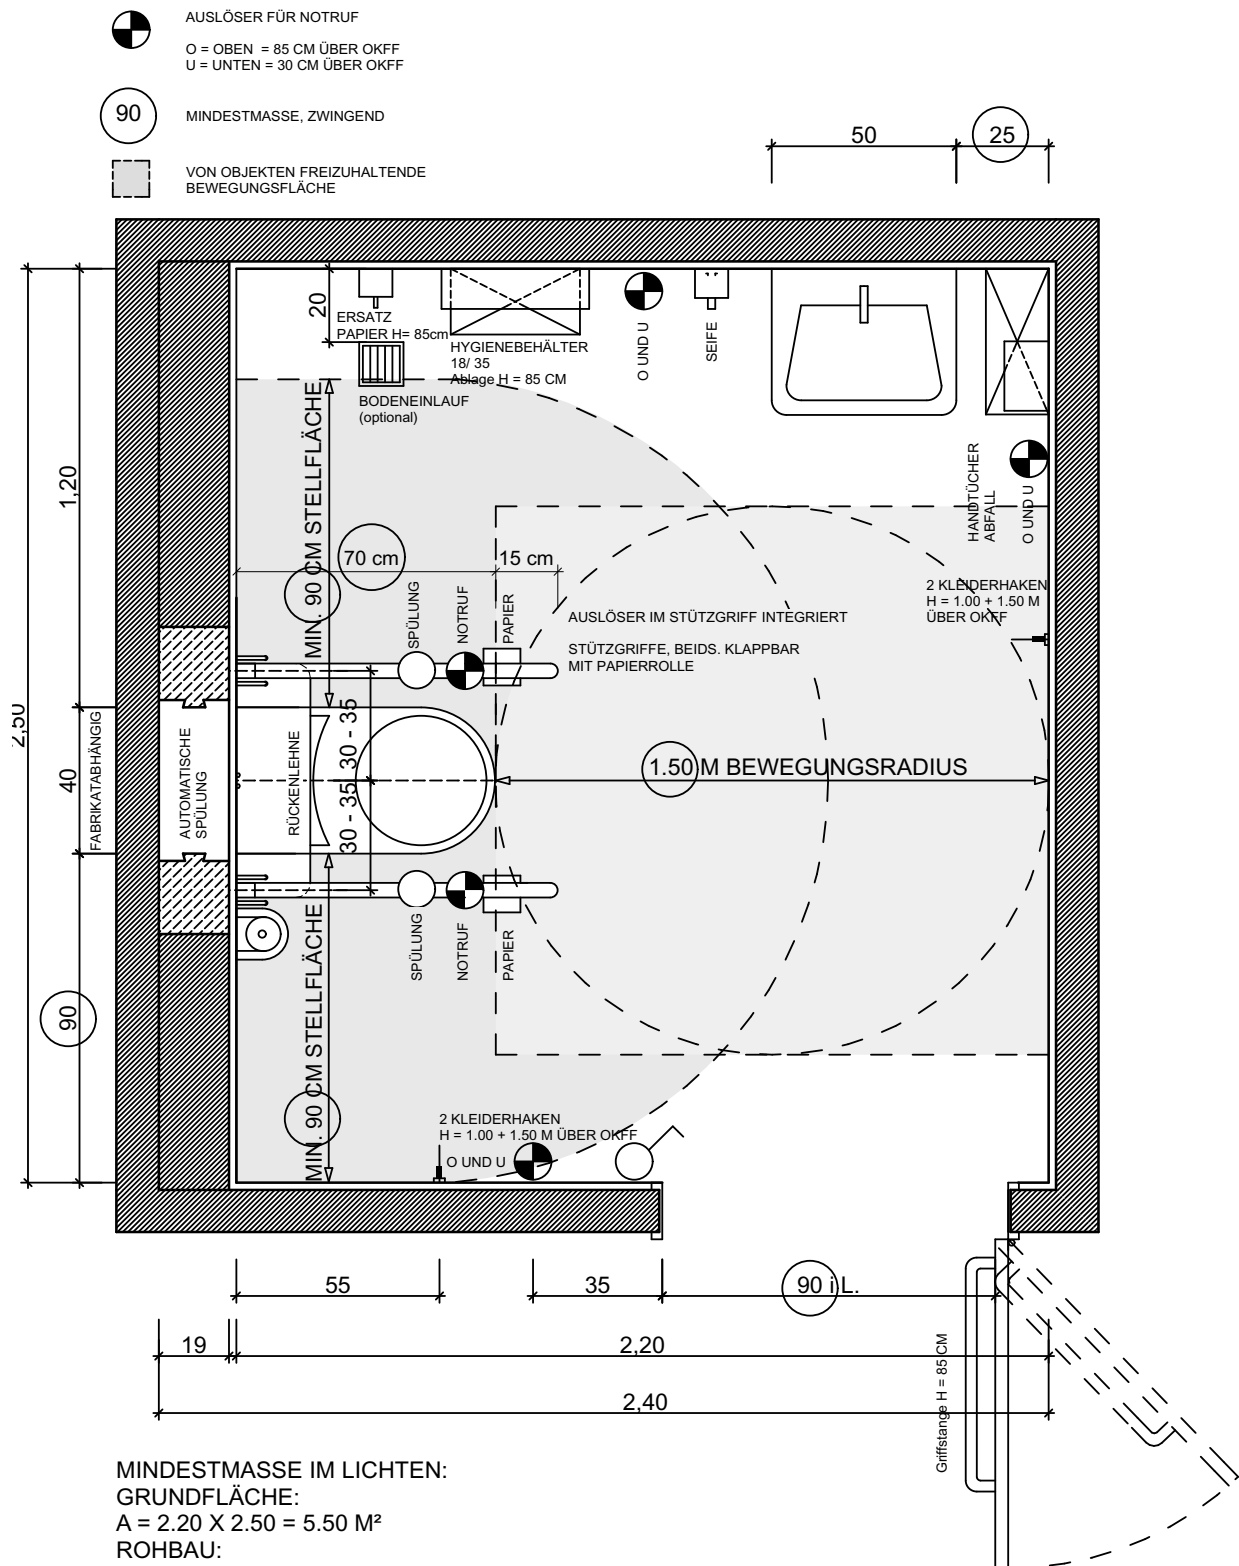 AUSLÖSER FÜR NOTRUF
O = OBEN = 85 CM ÜBER OKFF
U = UNTEN = 30 CM ÜBER OKFF
90
MINDESTMASSE, ZWINGEND
VON OBJEKTEN FREIZUHALTENDE
BEWEGUNGSFLÄCHE
50
25
20
ERSATZ
PAPIER H= 85cm
HYGIENEBEHÄLTER
18/ 35
Ablage H = 85 CM
BODENEINLAUF
(optional)
O UND U
SEIFE
HANDTÜCHER
ABFALL
O UND U
1,20
MIN. 90 CM STELLFLÄCHE
70 cm
15 cm
2 KLEIDERHAKEN
H = 1.00 + 1.50 M
ÜBER OKFF
SPÜLUNG
NOTRUF
PAPIER
AUSLÖSER IM STÜTZGRIFF INTEGRIERT
STÜTZGRIFFE, BEIDS. KLAPPBAR
MIT PAPIERROLLE
2,50
40
FABRIKATABHÄNGIG
AUTOMATISCHE
SPÜLUNG
RÜCKENLEHNE
30 - 35
30 - 35
1.50 M BEWEGUNGSRADIUS
SPÜLUNG
NOTRUF
PAPIER
90
MIN. 90 CM STELLFLÄCHE
2 KLEIDERHAKEN
H = 1.00 + 1.50 M ÜBER OKFF
O UND U
55
35
90 i.L.
19
2,20
2,40
Griffstange H = 85 CM
MINDESTMASSE IM LICHTEN:
GRUNDFLÄCHE:
A = 2.20 X 2.50 = 5.50 M²
ROHBAU: